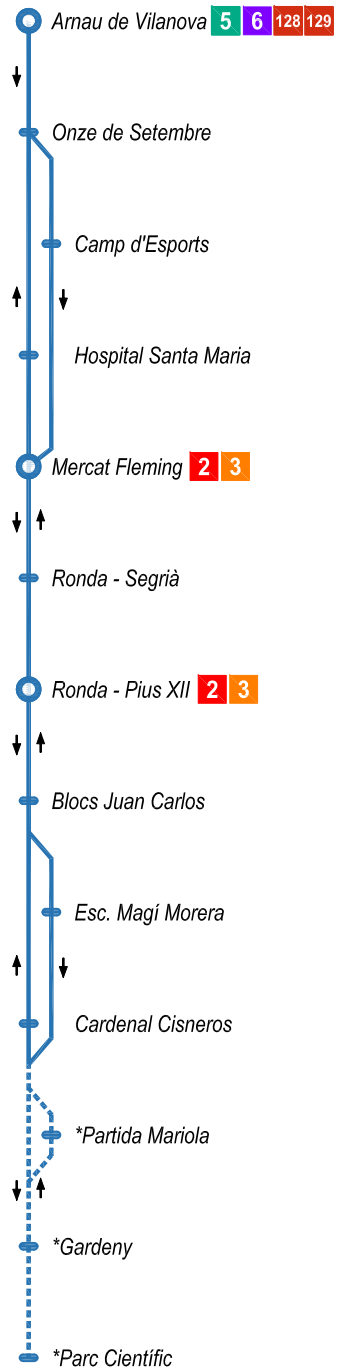 Arnau de Vilanova 5 6 128 129
Onze de Setembre
Camp d'Esports
Hospital Santa Maria
Mercat Fleming 2 3
Ronda - Segrià
Ronda - Pius XII 2 3
Blocs Juan Carlos
Esc. Magí Morera
Cardenal Cisneros
*Partida Mariola
*Gardeny
*Parc Científic